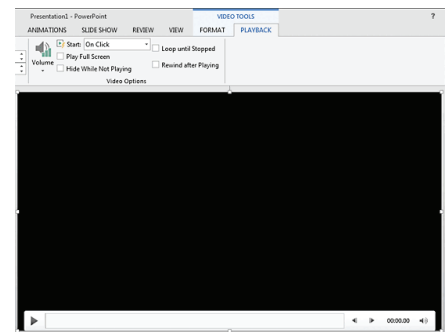 Presentation1 - PowerPoint
VIDEO TOOLS
?
ANIMATIONS SLIDE SHOW REVIEW VIEW FORMAT PLAYBACK
Volume
Start: On Click
Play Full Screen
Hide While Not Playing
Loop until Stopped
Rewind after Playing
Video Options
00:00.00